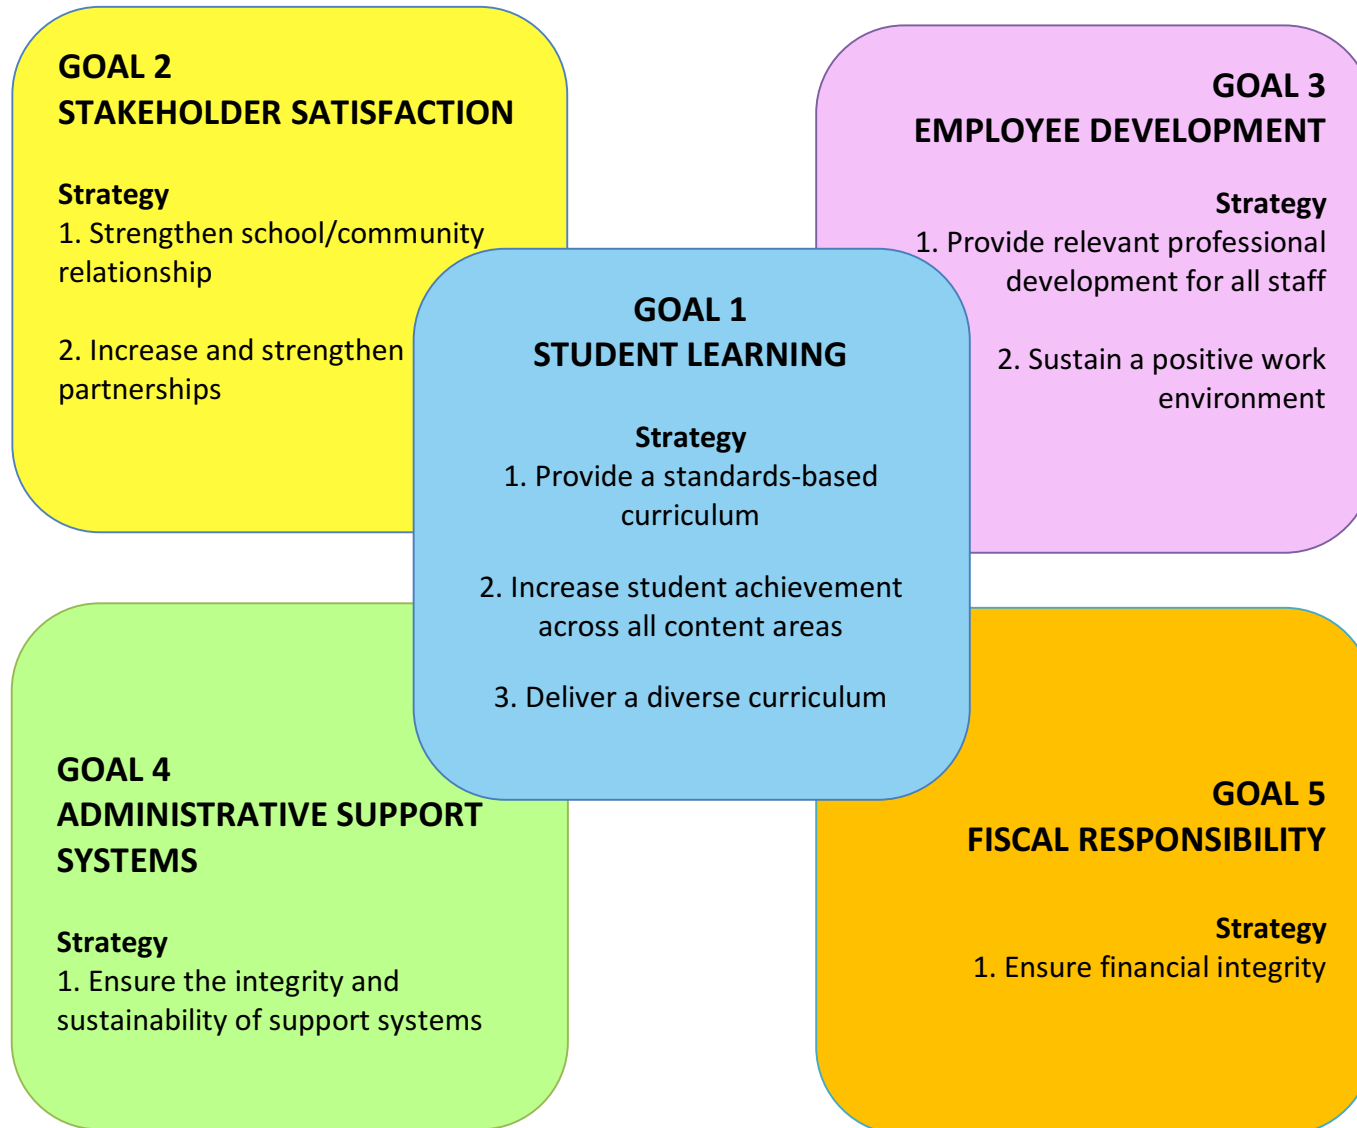 GOAL 2
STAKEHOLDER SATISFACTION
Strategy
1. Strengthen school/community
relationship
2. Increase and strengthen
partnerships
GOAL 3
EMPLOYEE DEVELOPMENT
Strategy
1. Provide relevant professional
development for all staff
2. Sustain a positive work
environment
GOAL 1
STUDENT LEARNING
Strategy
1. Provide a standards-based
curriculum
2. Increase student achievement
across all content areas
3. Deliver a diverse curriculum
GOAL 4
ADMINISTRATIVE SUPPORT
SYSTEMS
Strategy
1. Ensure the integrity and
sustainability of support systems
GOAL 5
FISCAL RESPONSIBILITY
Strategy
1. Ensure financial integrity